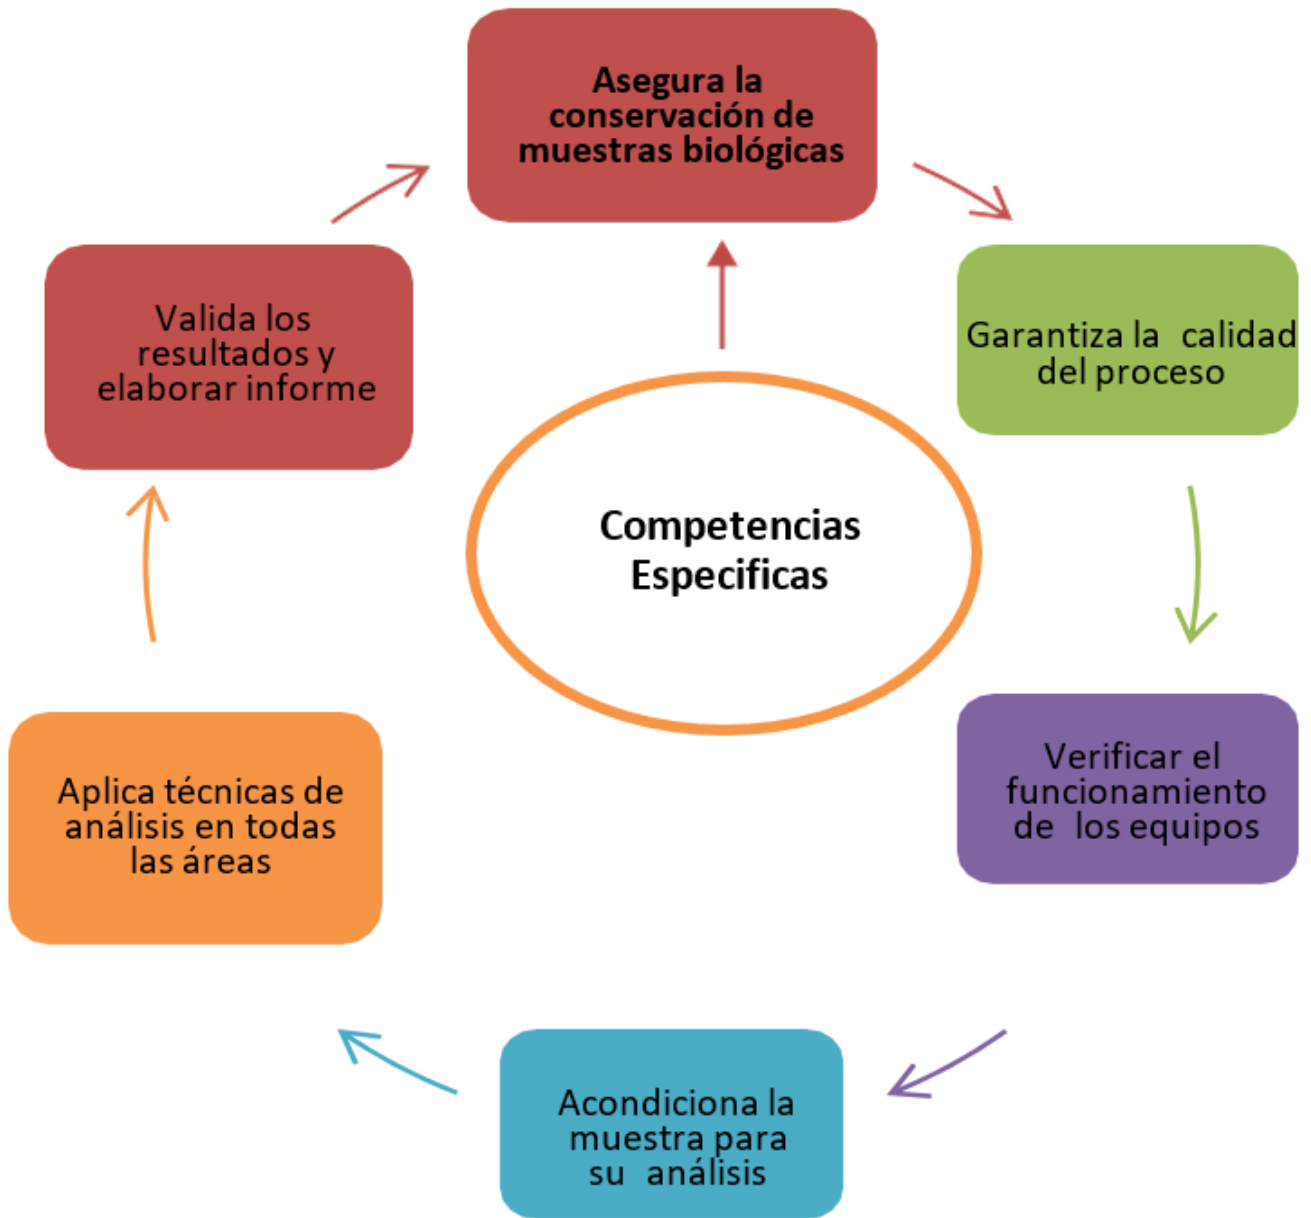 Asegura la
conservación de
muestras biológicas
Garantiza la calidad
del proceso
Verificar el
funcionamiento
de los equipos
Acondiciona la
muestra para
su análisis
Aplica técnicas de
análisis en todas
las áreas
Valida los
resultados y
elaborar informe
Competencias
Especificas